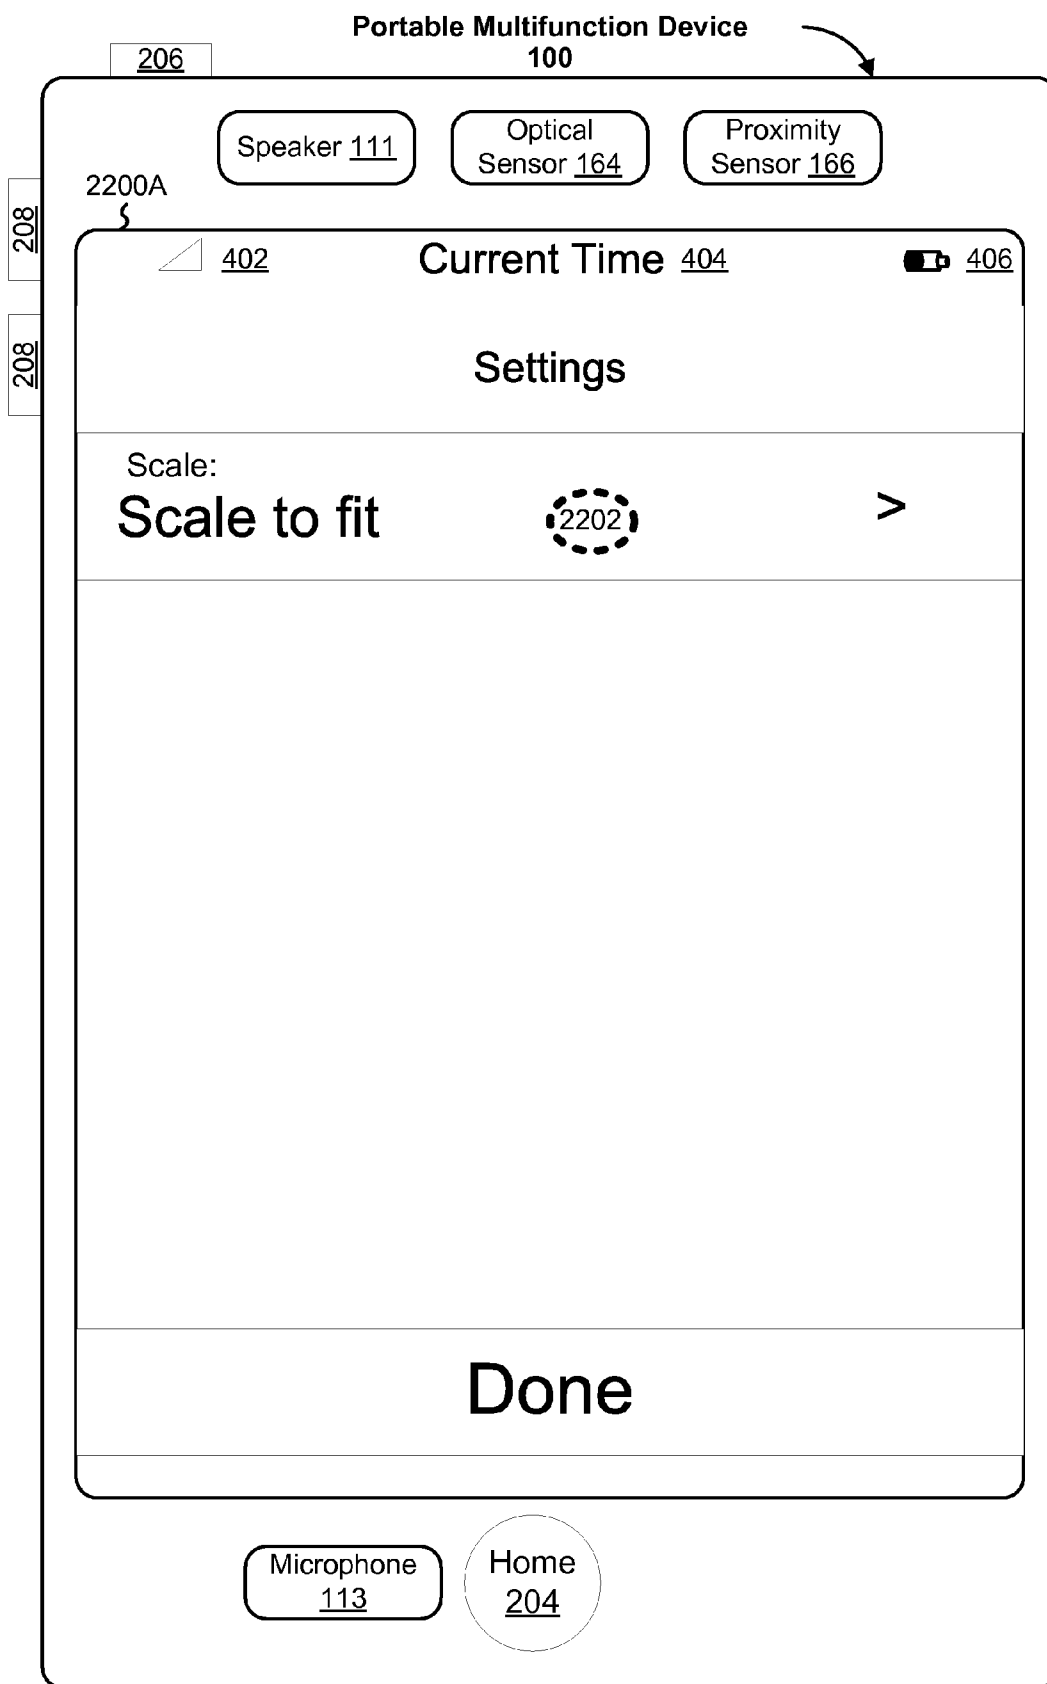 Portable Multifunction Device
100
206
Speaker 111
Optical
Sensor 164
Proximity
Sensor 166
2200A
208
402
Current Time 404
406
208
Settings
Scale:
Scale to fit
2202
>
Done
Microphone
113
Home
204